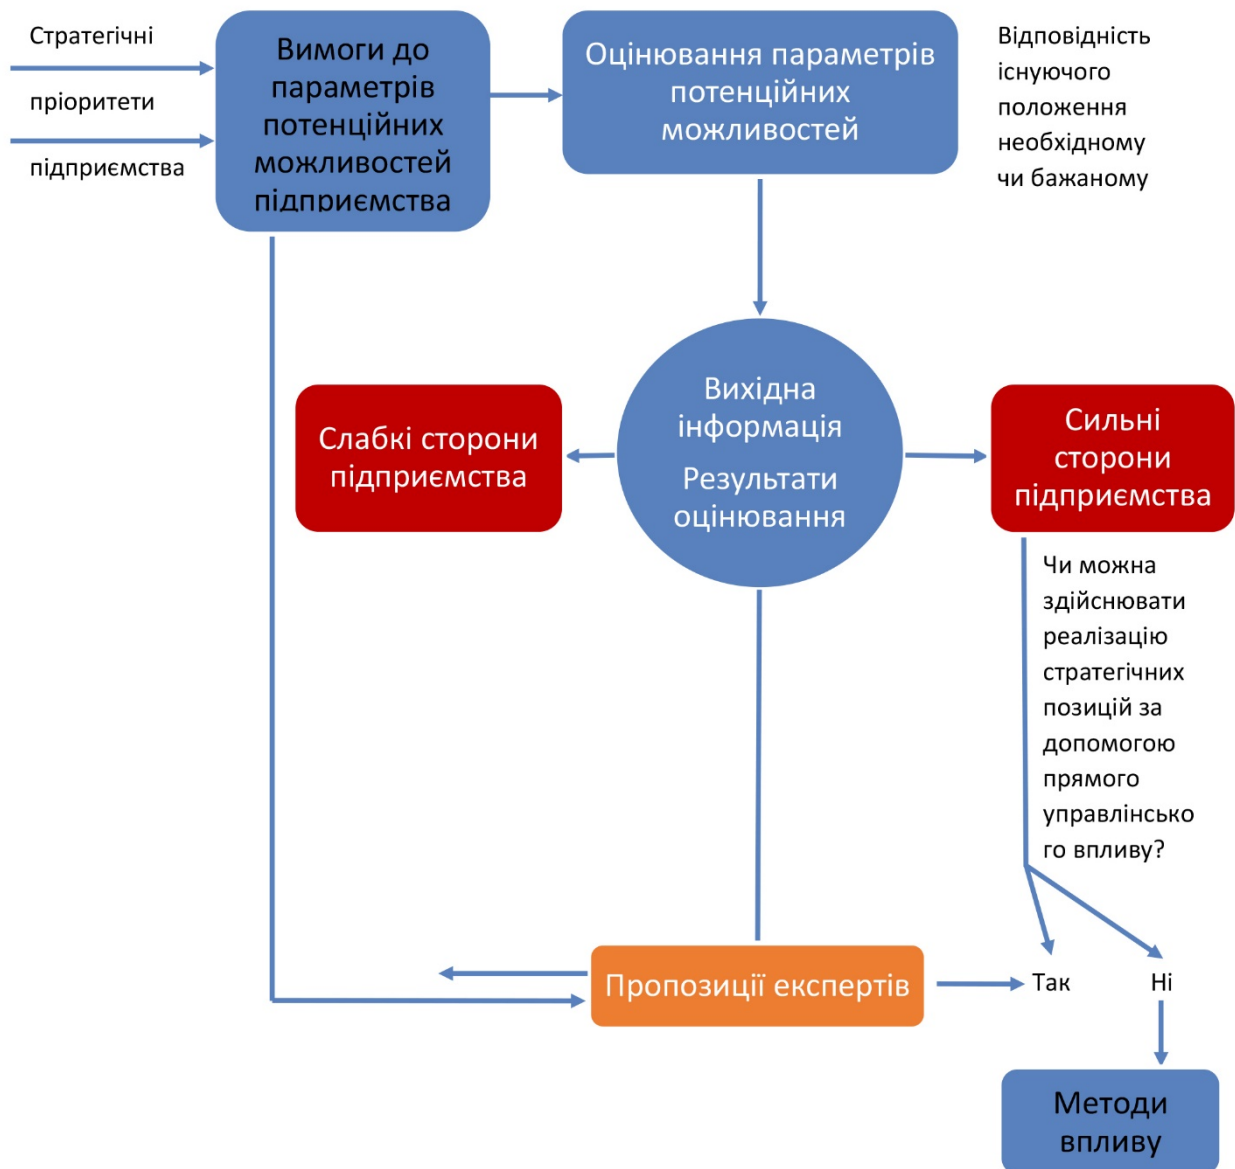 Стратегічні
пріоритети
підприємства
Вимоги до
параметрів
потенційних
можливостей
підприємства
Оцінювання параметрів
потенційних
можливостей
Відповідність
існуючого
положення
необхідному
чи бажаному
Слабкі сторони
підприємства
Вихідна
інформація
Результати
оцінювання
Сильні
сторони
підприємства
Чи можна
здійснювати
реалізацію
стратегічних
позицій за
допомогою
прямого
управлінсько
го впливу?
Пропозиції експертів
Так
Ні
Методи
впливу